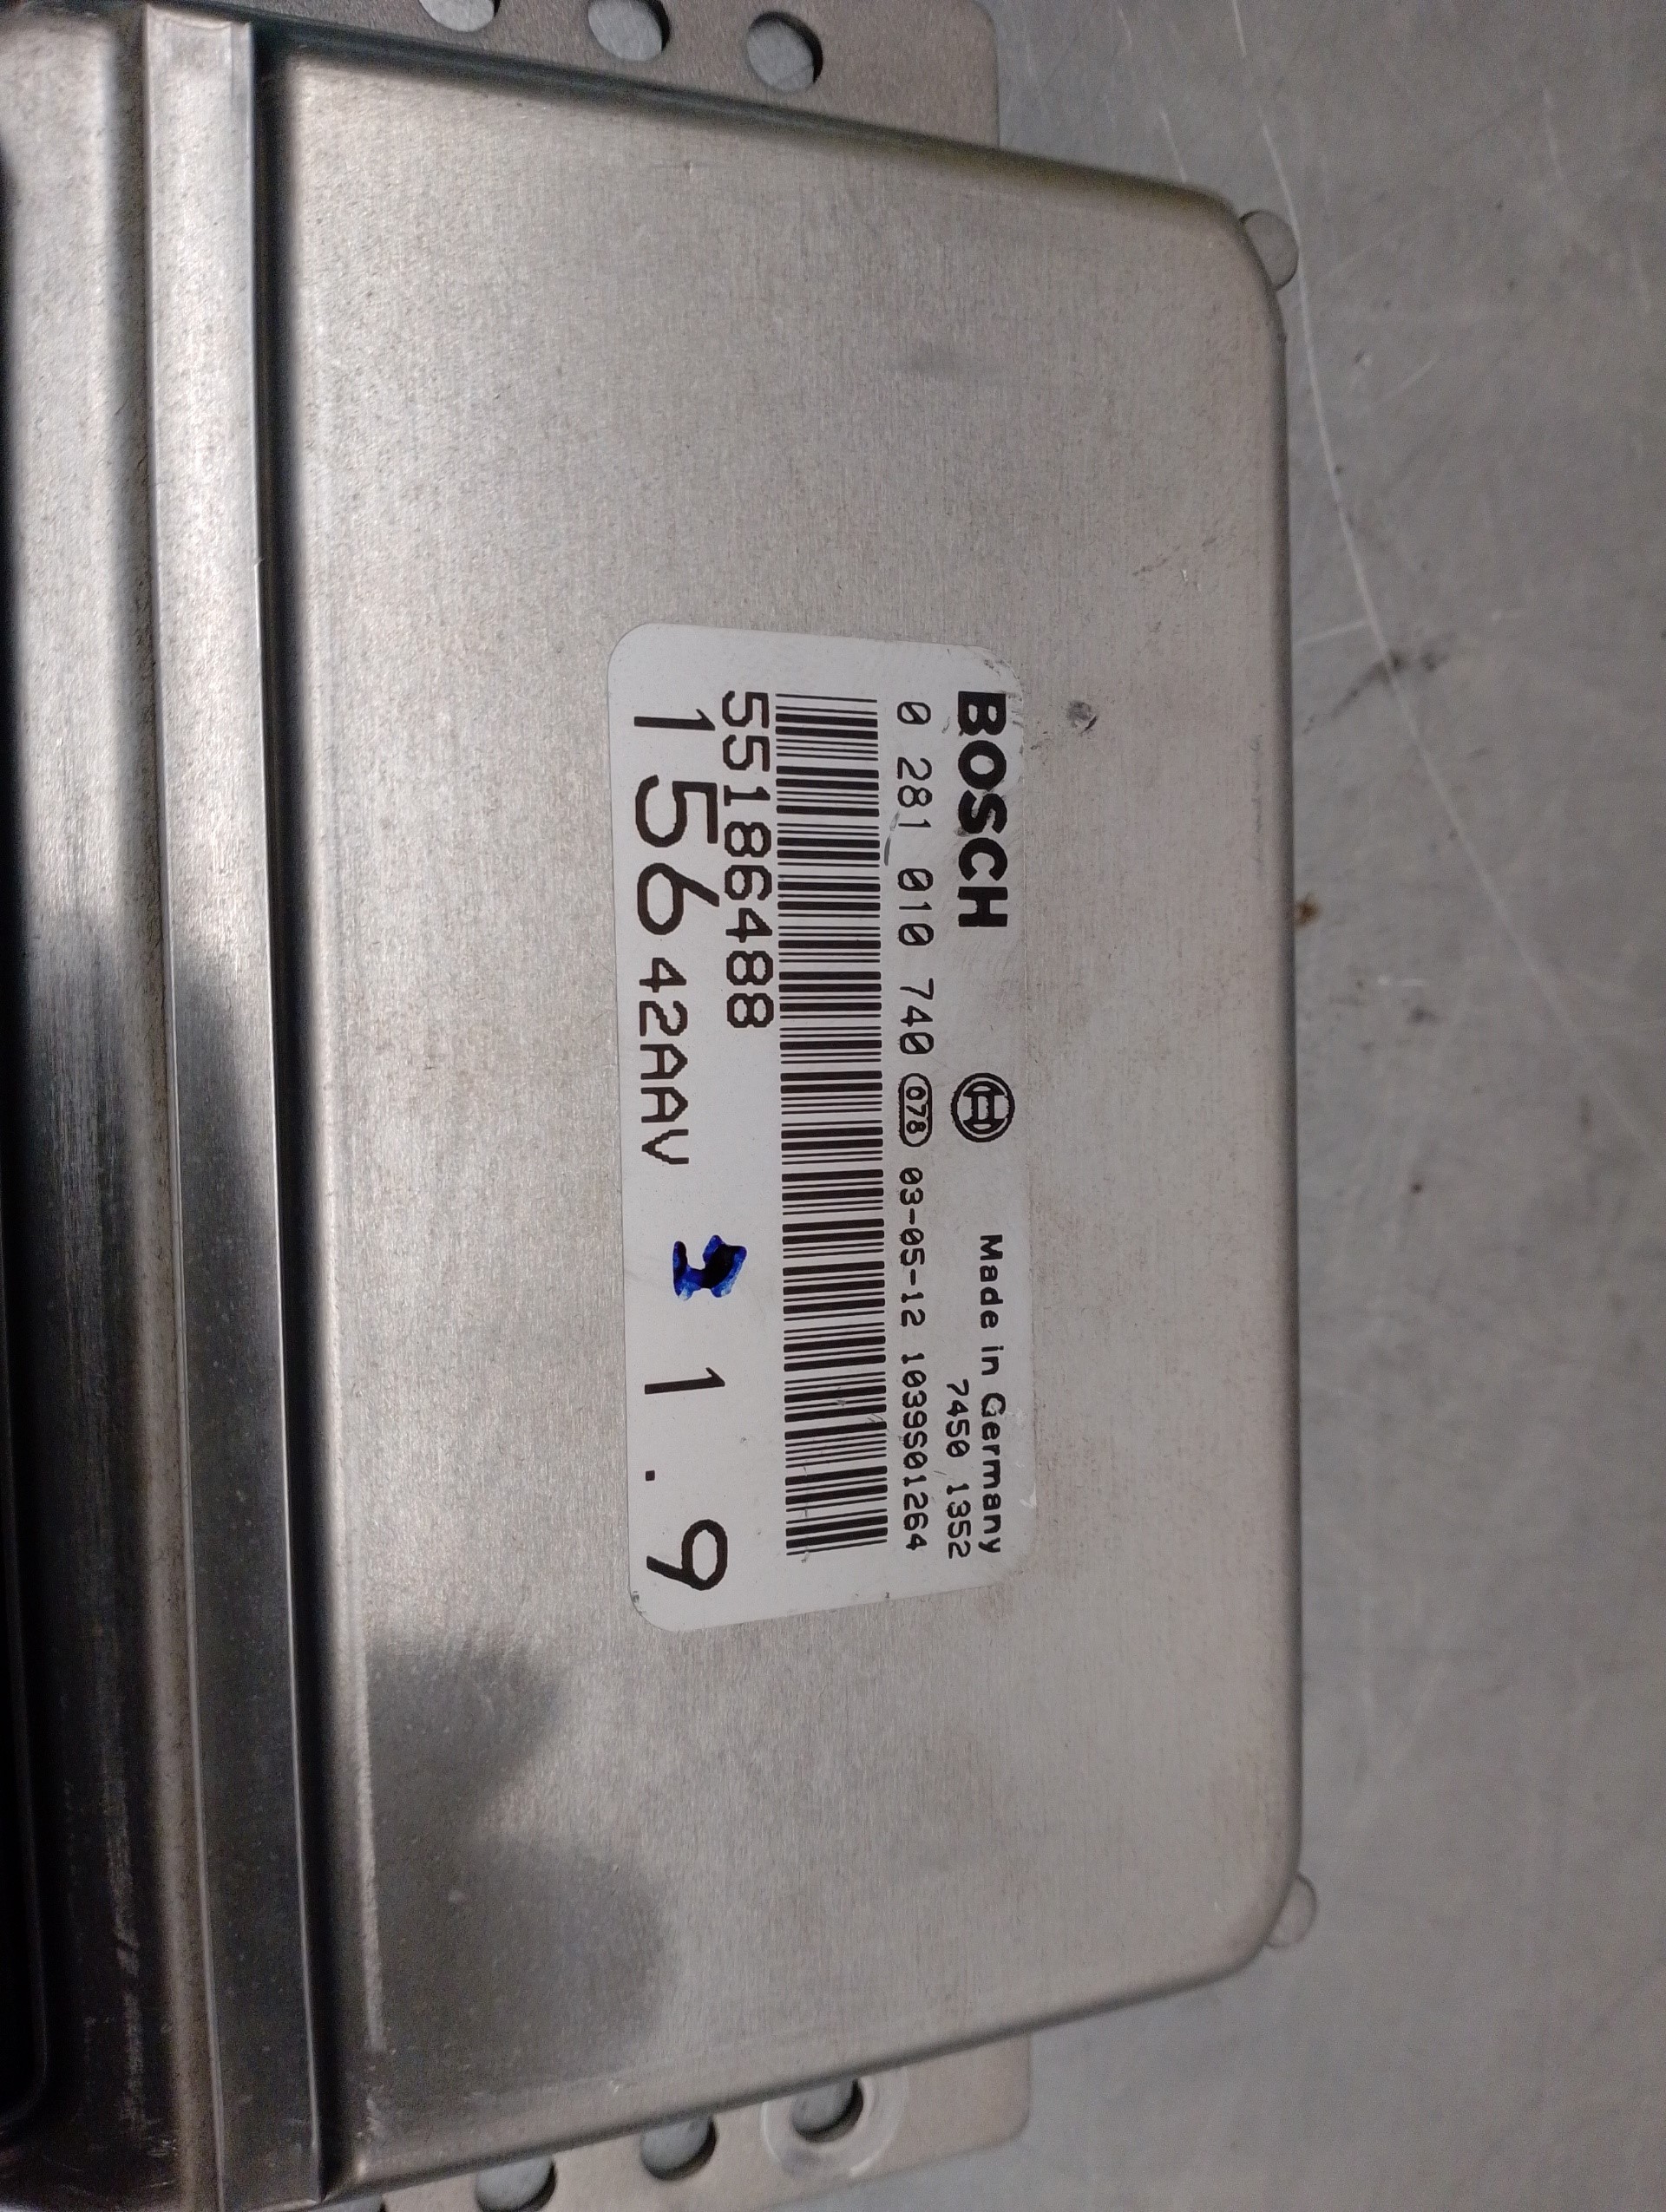 BOSCH
Made in Germany
7450 1352
0 281 010 740 078 03-05-12 1039S01264
55186488
156 42AAV 1.9